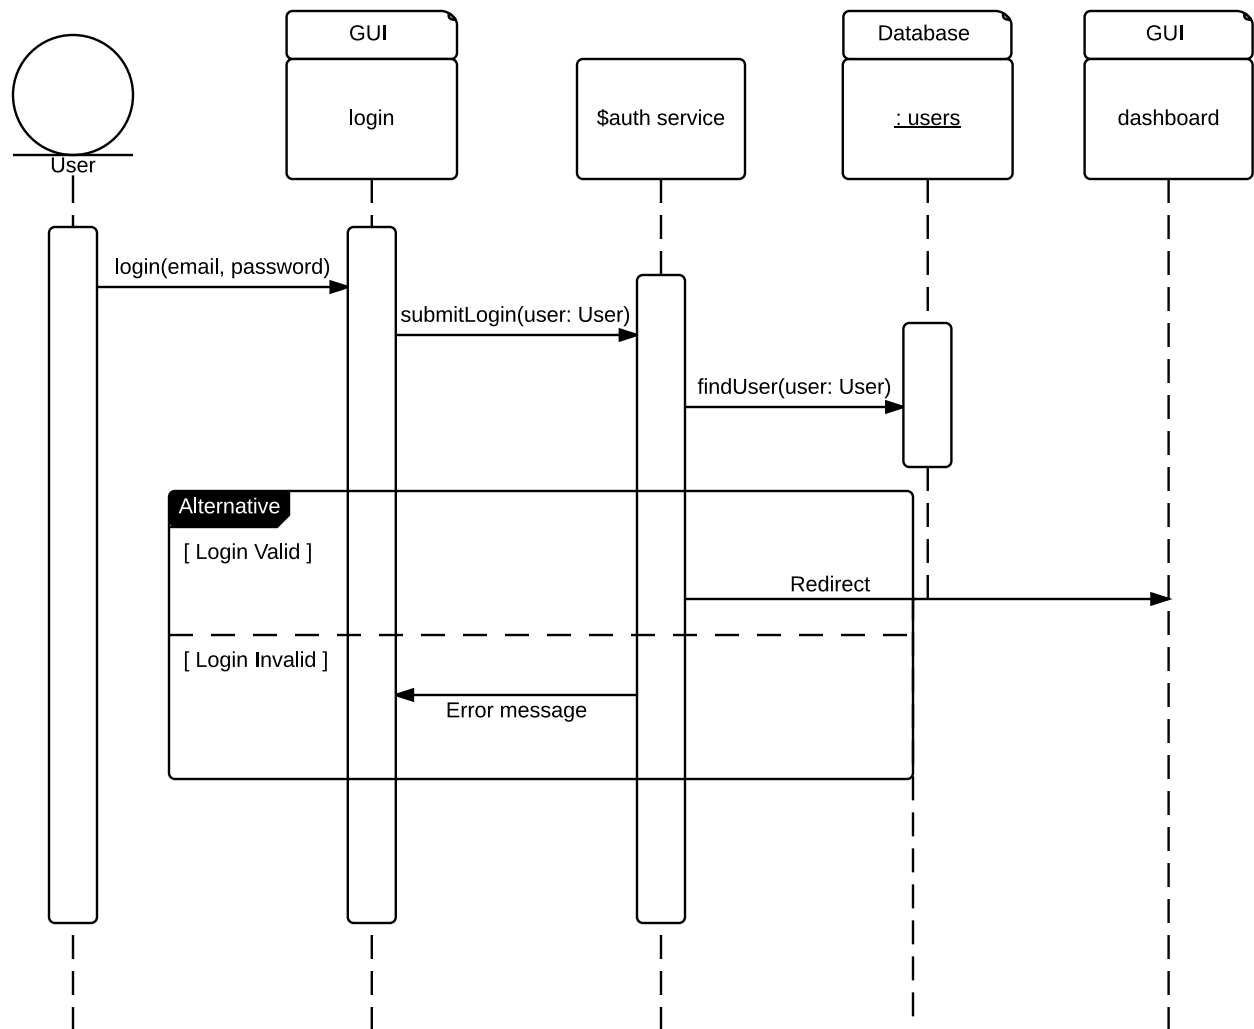 GUI
Database
GUI
login
$auth service
: users
dashboard
User
login(email, password)
submitLogin(user: User)
findUser(user: User)
Alternative
[ Login Valid ]
Redirect
[ Login Invalid ]
Error message